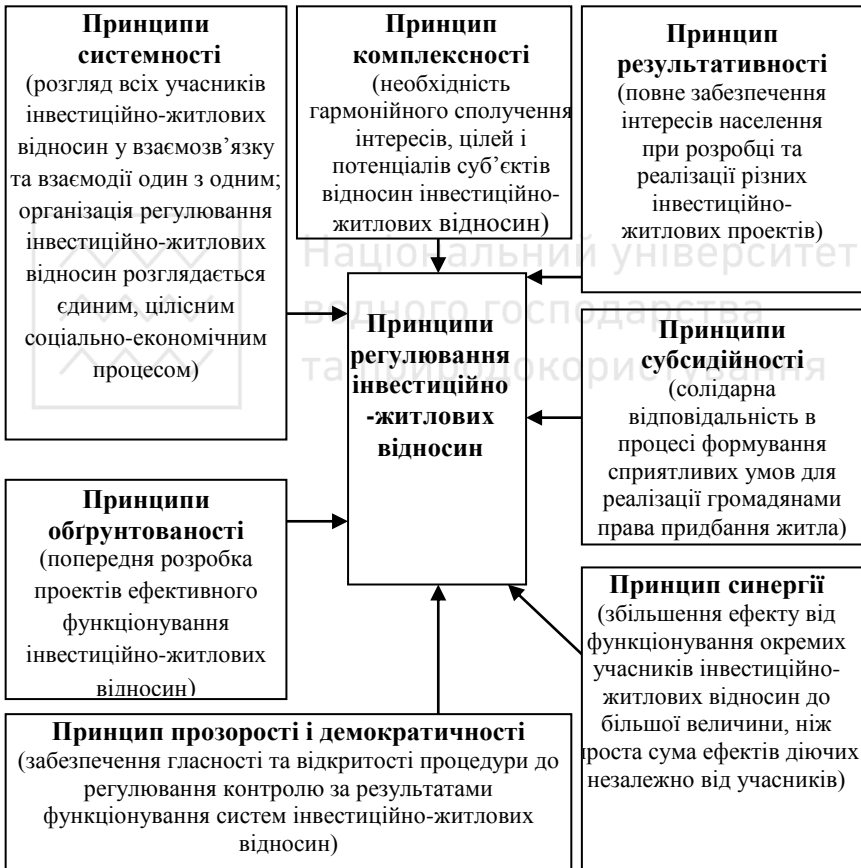 Принципи
системності
(розгляд всіх учасників
інвестиційно-житлових
відносин у взаємозв’язку
та взаємодії один з одним;
організація регулювання
інвестиційно-житлових
відносин розглядається
єдиним, цілісним
соціально-економічним
процесом)
Принцип
комплексності
(необхідність
гармонійного сполучення
інтересів, цілей і
потенціалів суб’єктів
відносин інвестиційно-
житлових відносин)
Принцип
результативності
(повне забезпечення
інтересів населення
при розробці та
реалізації різних
інвестиційно-
житлових проектів)
Національний університет
водного господарства
та природокористування
Принципи
регулювання
інвестиційно
-житлових
відносин
Принципи
субсидійності
(солідарна
відповідальність в
процесі формування
сприятливих умов для
реалізації громадянами
права придбання житла)
Принципи
обґрунтованості
(попередня розробка
проектів ефективного
функціонування
інвестиційно-житлових
відносин)
Принцип синергії
(збільшення ефекту від
функціонування окремих
учасників інвестиційно-
житлових відносин до
більшої величини, ніж
проста сума ефектів діючих
незалежно від учасників)
Принцип прозорості і демократичності
(забезпечення гласності та відкритості процедури до
регулювання контролю за результатами
функціонування систем інвестиційно-житлових
відносин)